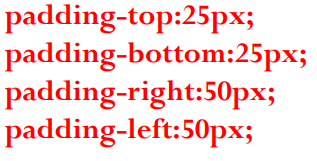 padding-top:25px;
padding-bottom:25px;
padding-right:50px;
padding-left:50px;